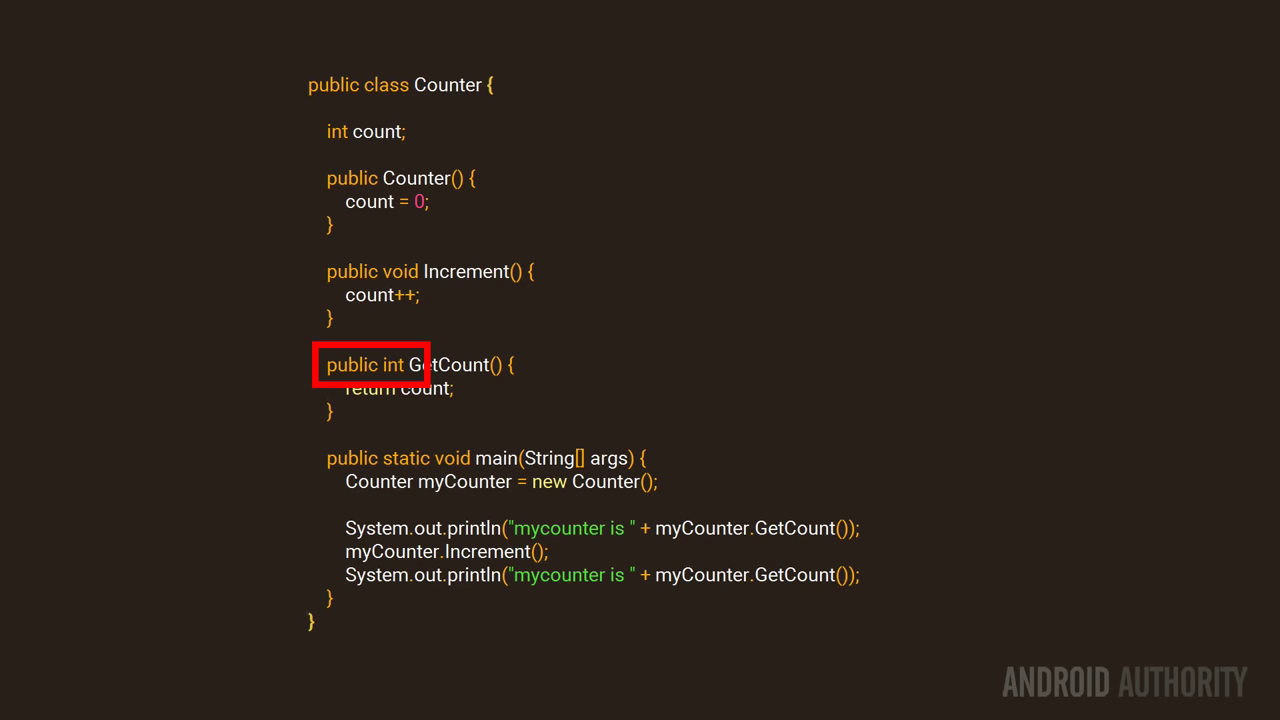 public class Counter {
int count;
public Counter() {
count = 0;
}
public void Increment() {
count++;
}
public int GetCount() {
return count;
}
public static void main(String[] args) {
Counter myCounter = new Counter();
System.out.println("mycounter is " + myCounter.GetCount());
myCounter.Increment();
System.out.println("mycounter is " + myCounter.GetCount());
}
}
ANDROID AUTHORITY